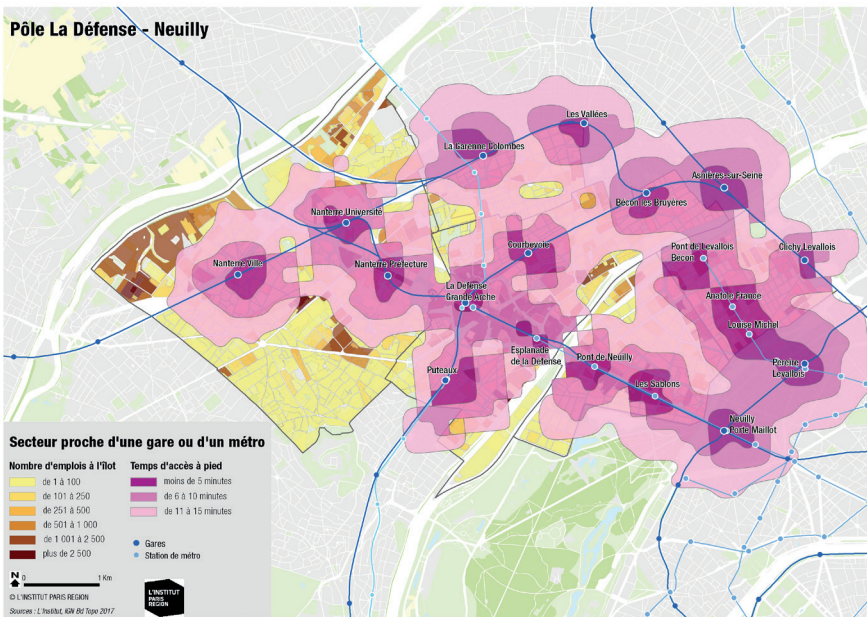 Pôle La Défense - Neuilly
Les Vallées
La Garenne Colombes
Asnières-sur-Seine
Bécon les Bruyères
Nanterre Université
Courbevoie
Pont de Levallois
Bécon
Clichy Levallois
Nanterre Ville
Nanterre Préfecture
La Défense
Grande Arche
Anatole France
Louise Michel
Esplanade
de la Défense
Pont de Neuilly
Pereire
Levallois
Puteaux
Les Sablons
Neuilly
Porte Maillot
Secteur proche d'une gare ou d'un métro
Nombre d'emplois à l'îlot
de 1 à 100
de 101 à 250
de 251 à 500
de 501 à 1 000
de 1 001 à 2 500
plus de 2 500
Temps d'accès à pied
moins de 5 minutes
de 6 à 10 minutes
de 11 à 15 minutes
Gares
Station de métro
N
0 1 Km
© L'INSTITUT PARIS REGION
Sources : L'Institut, IGN Bd Topo 2017
L'INSTITUT
PARIS
REGION